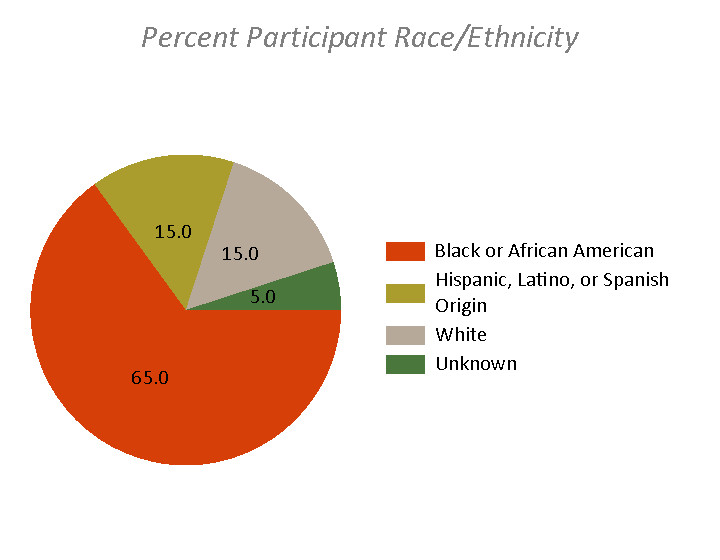 Percent Participant Race/Ethnicity
15.0
15.0
5.0
65.0
Black or African American
Hispanic, Latino, or Spanish
Origin
White
Unknown